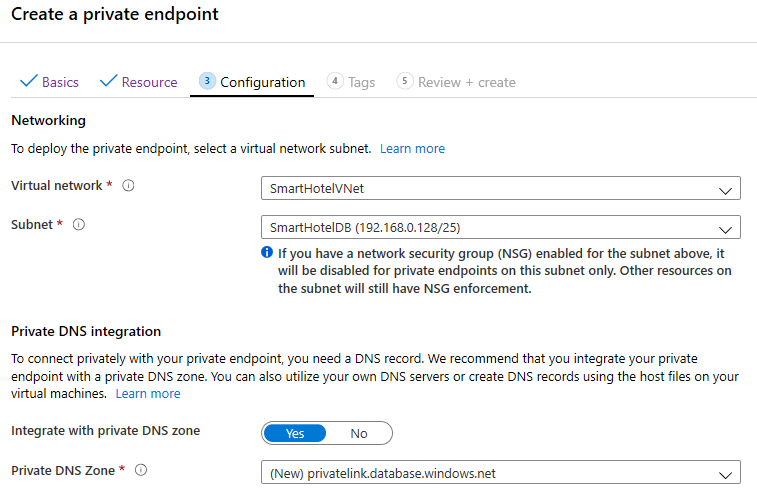 Create a private endpoint
Basics Resource 3 Configuration 4 Tags 5 Review + create
Networking
To deploy the private endpoint, select a virtual network subnet. Learn more
Virtual network * SmartHotelVNet
Subnet * SmartHotelDB (192.168.0.128/25)
If you have a network security group (NSG) enabled for the subnet above, it
will be disabled for private endpoints on this subnet only. Other resources on
the subnet will still have NSG enforcement.
Private DNS integration
To connect privately with your private endpoint, you need a DNS record. We recommend that you integrate your private
endpoint with a private DNS zone. You can also utilize your own DNS servers or create DNS records using the host files on your
virtual machines. Learn more
Integrate with private DNS zone Yes No
Private DNS Zone * (New) privatelink.database.windows.net